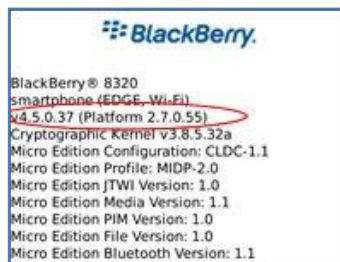 BlackBerry.
BlackBerry® 8320
smartphone (EDGE, Wi-Fi)
v4.5.0.37 (Platform 2.7.0.55)
Cryptographic Kernel v3.8.5.32a
Micro Edition Configuration: CLDC-1.1
Micro Edition Profile: MIDP-2.0
Micro Edition JTWI Version: 1.0
Micro Edition Media Version: 1.1
Micro Edition PIM Version: 1.0
Micro Edition File Version: 1.0
Micro Edition Bluetooth Version: 1.1